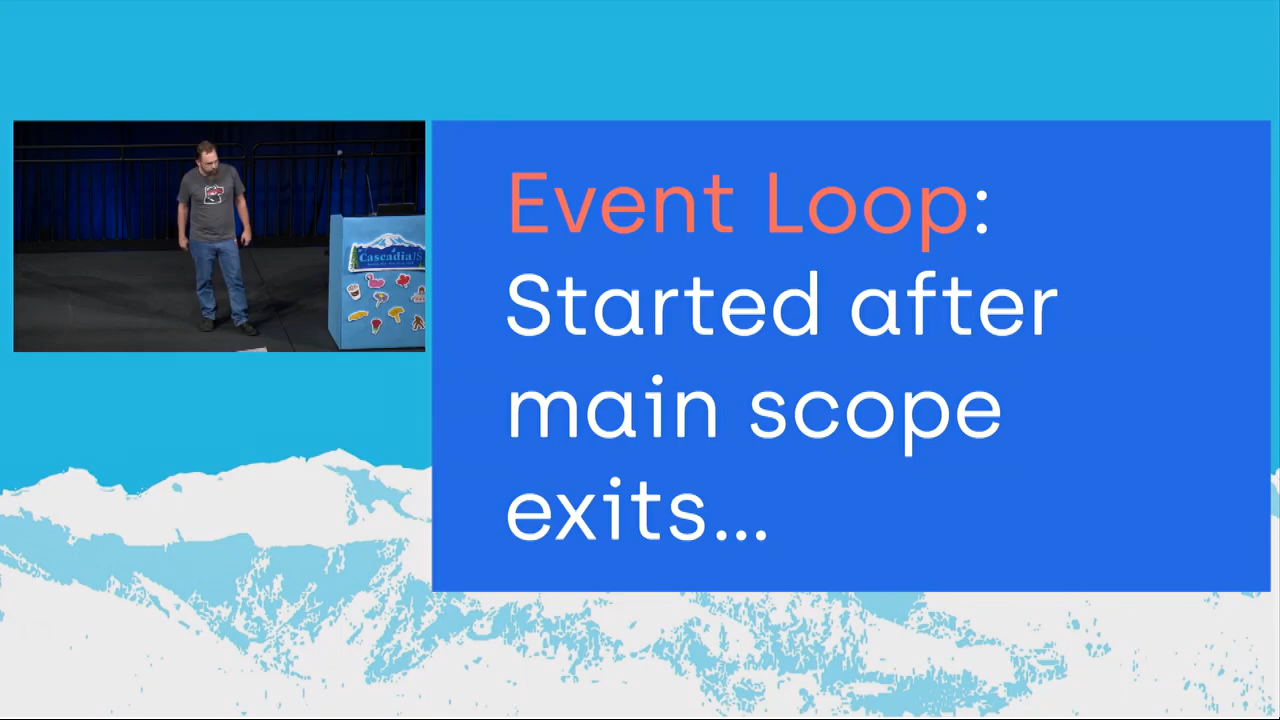 Event Loop:
Started after
main scope
exits...
CascadiaJS